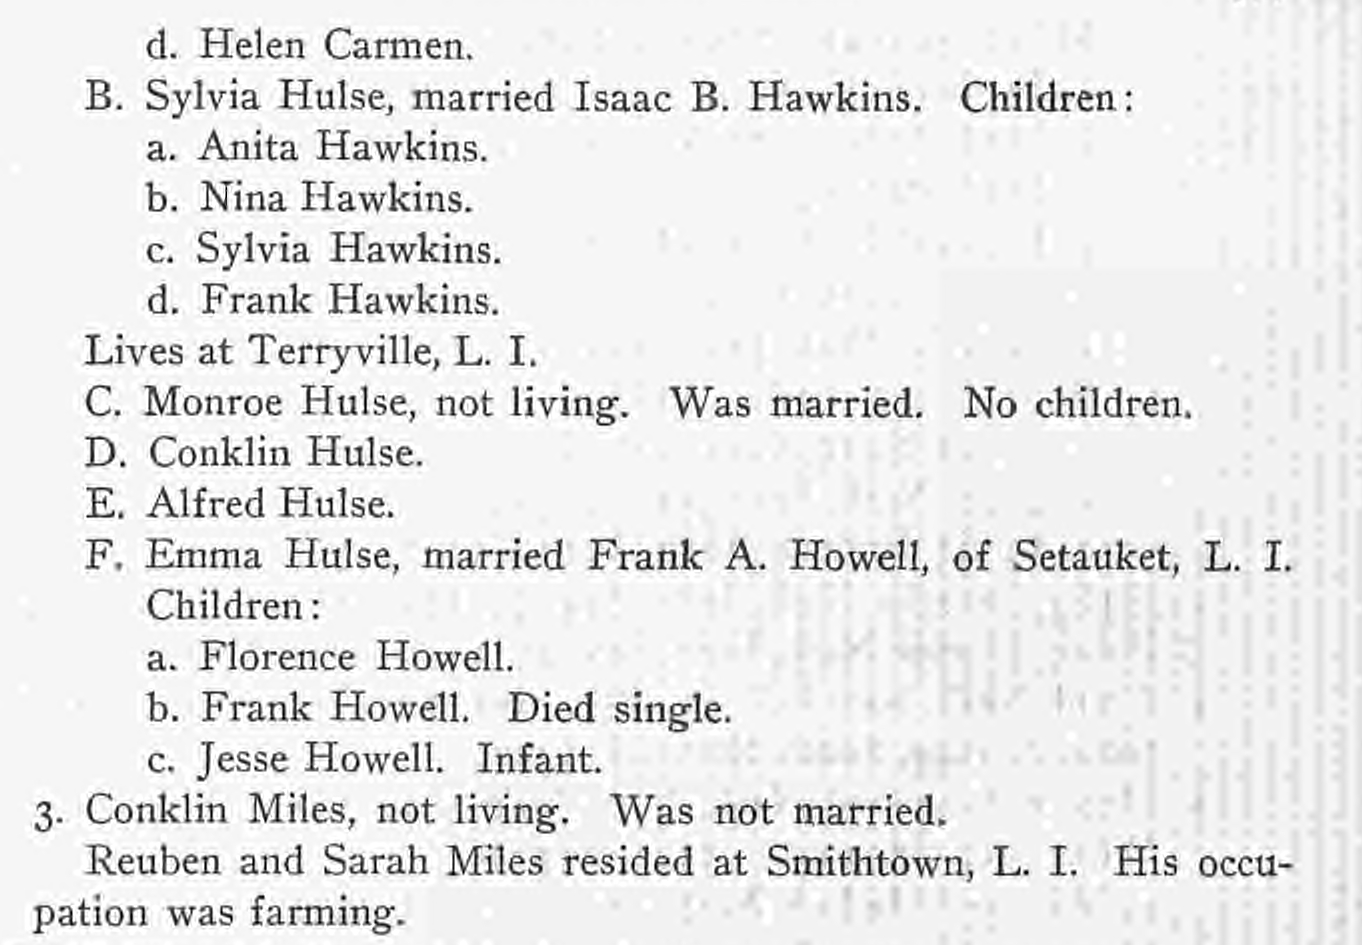 d. Helen Carmen.
B. Sylvia Hulse, married Isaac B. Hawkins. Children:
a. Anita Hawkins.
b. Nina Hawkins.
c. Sylvia Hawkins.
d. Frank Hawkins.
Lives at Terryville, L. I.
C. Monroe Hulse, not living. Was married. No children.
D. Conklin Hulse.
E. Alfred Hulse.
F. Emma Hulse, married Frank A. Howell, of Setauket, L. I.
Children:
a. Florence Howell.
b. Frank Howell. Died single.
c. Jesse Howell. Infant.
3. Conklin Miles, not living. Was not married.
Reuben and Sarah Miles resided at Smithtown, L. I. His occu-
pation was farming.